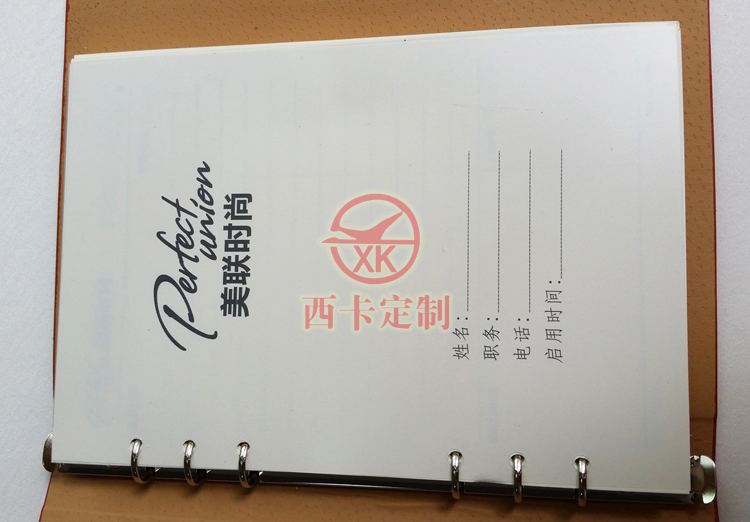 Perfect
union
美联时尚
XK
西卡定制
姓名:
职务:
电话:
启用时间: